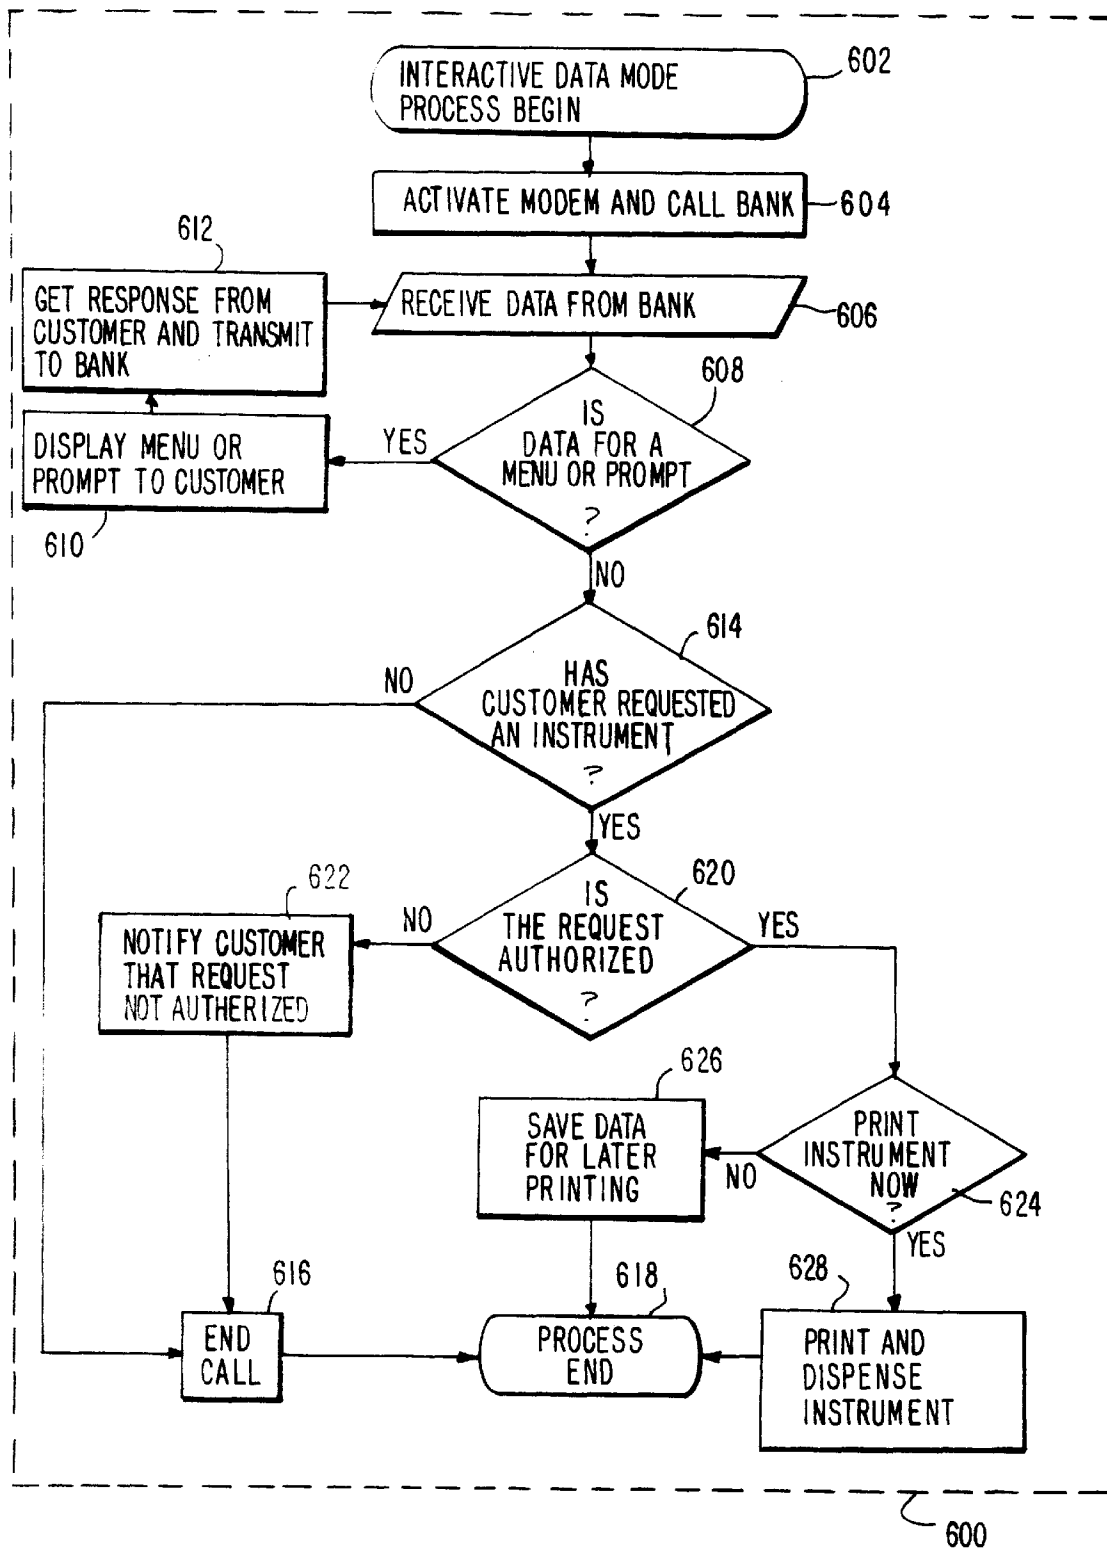 INTERACTIVE DATA MODE
PROCESS BEGIN
602
ACTIVATE MODEM AND CALL BANK
604
612
GET RESPONSE FROM
CUSTOMER AND TRANSMIT
TO BANK
RECEIVE DATA FROM BANK
606
608
IS
DATA FOR A
MENU OR PROMPT
?
YES
DISPLAY MENU OR
PROMPT TO CUSTOMER
610
NO
614
HAS
CUSTOMER REQUESTED
AN INSTRUMENT
?
NO
YES
620
IS
THE REQUEST
AUTHORIZED
?
NO
YES
622
NOTIFY CUSTOMER
THAT REQUEST
NOT AUTHERIZED
626
SAVE DATA
FOR LATER
PRINTING
PRINT
INSTRUMENT
NOW
?
624
NO
YES
616
END
CALL
618
PROCESS
END
628
PRINT AND
DISPENSE
INSTRUMENT
600